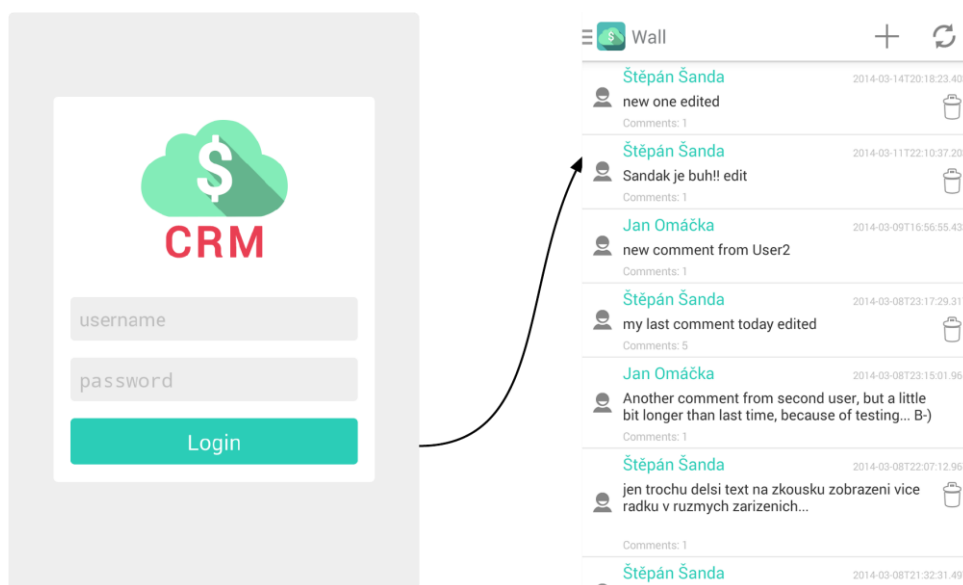 $
CRM
username
password
Login
$ Wall
Štěpán Šanda 2014-03-14T20:18:23.40
new one edited
Comments: 1
Štěpán Šanda 2014-03-11T22:10:37.20
Sandak je buh!! edit
Comments: 1
Jan Omáčka 2014-03-09T16:56:55.43
new comment from User2
Comments: 1
Štěpán Šanda 2014-03-08T23:17:29.31
my last comment today edited
Comments: 5
Jan Omáčka 2014-03-08T23:15:01.96
Another comment from second user, but a little
bit longer than last time, because of testing... B-)
Comments: 1
Štěpán Šanda 2014-03-08T22:07:12.96
jen trochu delsi text na zkousku zobrazeni vice
radku v ruzmych zarizenich...
Comments: 1
Štěpán Šanda 2014-03-08T21:32:31.49